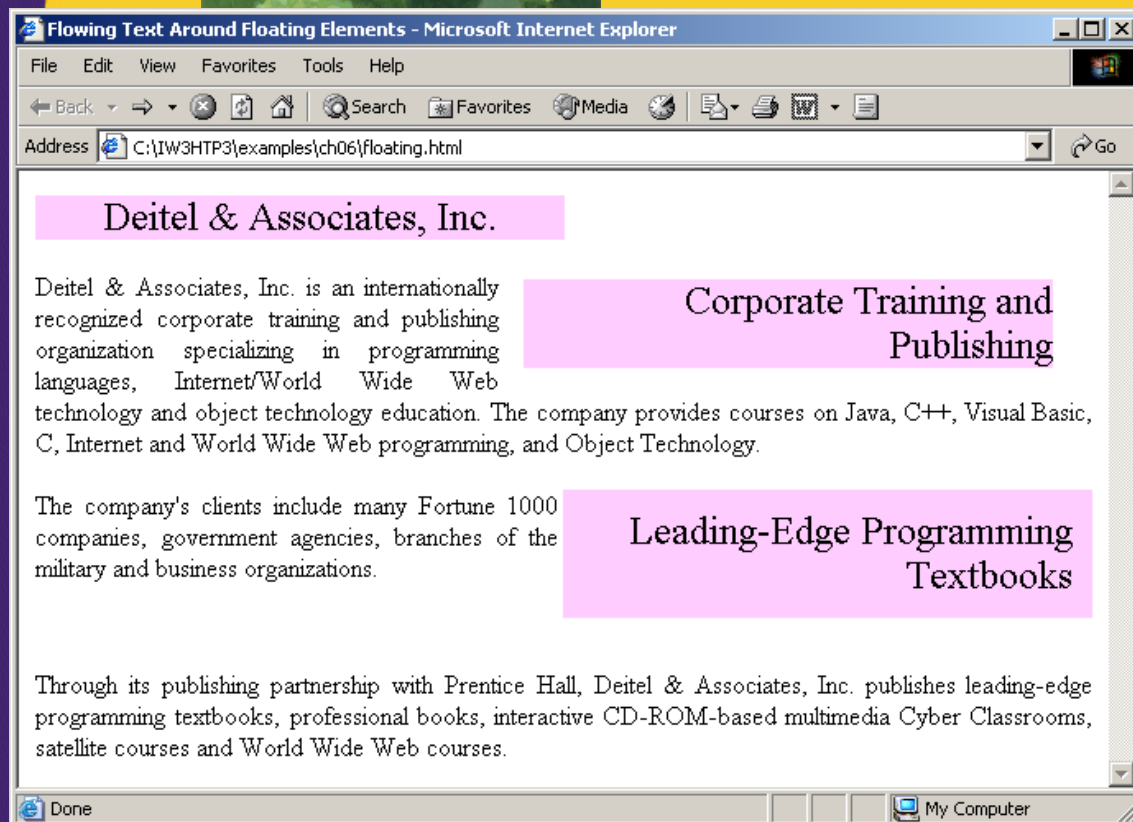 Flowing Text Around Floating Elements - Microsoft Internet Explorer
File Edit View Favorites Tools Help
Back Search Favorites Media
Address C:\IW3HTP3\examples\ch06\floating.html Go
Deitel & Associates, Inc.
Deitel & Associates, Inc. is an internationally
recognized corporate training and publishing
organization specializing in programming
languages, Internet/World Wide Web
technology and object technology education. The company provides courses on Java, C++, Visual Basic,
C, Internet and World Wide Web programming, and Object Technology.
Corporate Training and
Publishing
The company's clients include many Fortune 1000
companies, government agencies, branches of the
military and business organizations.
Leading-Edge Programming
Textbooks
Through its publishing partnership with Prentice Hall, Deitel & Associates, Inc. publishes leading-edge
programming textbooks, professional books, interactive CD-ROM-based multimedia Cyber Classrooms,
satellite courses and World Wide Web courses.
Done My Computer